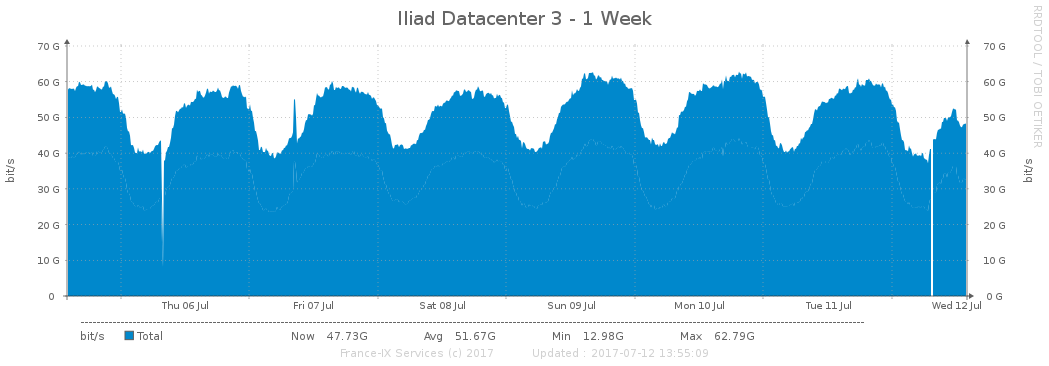 Iliad Datacenter 3 - 1 Week
RRDTOOL / TOBI OETIKER
70 G 70 G
60 G 60 G
50 G 50 G
40 G 40 G
30 G 30 G
20 G 20 G
10 G 10 G
0 0 G
bit/s bit/s
Thu 06 Jul Fri 07 Jul Sat 08 Jul Sun 09 Jul Mon 10 Jul Tue 11 Jul Wed 12 Jul
bit/s Total Now 47.73G Avg 51.67G Min 12.98G Max 62.79G
France-IX Services (c) 2017 Updated : 2017-07-12 13:55:09